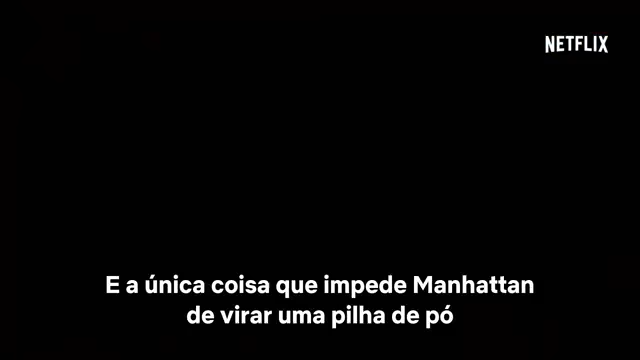 NETFLIX
E a única coisa que impede Manhattan
de virar uma pilha de pó